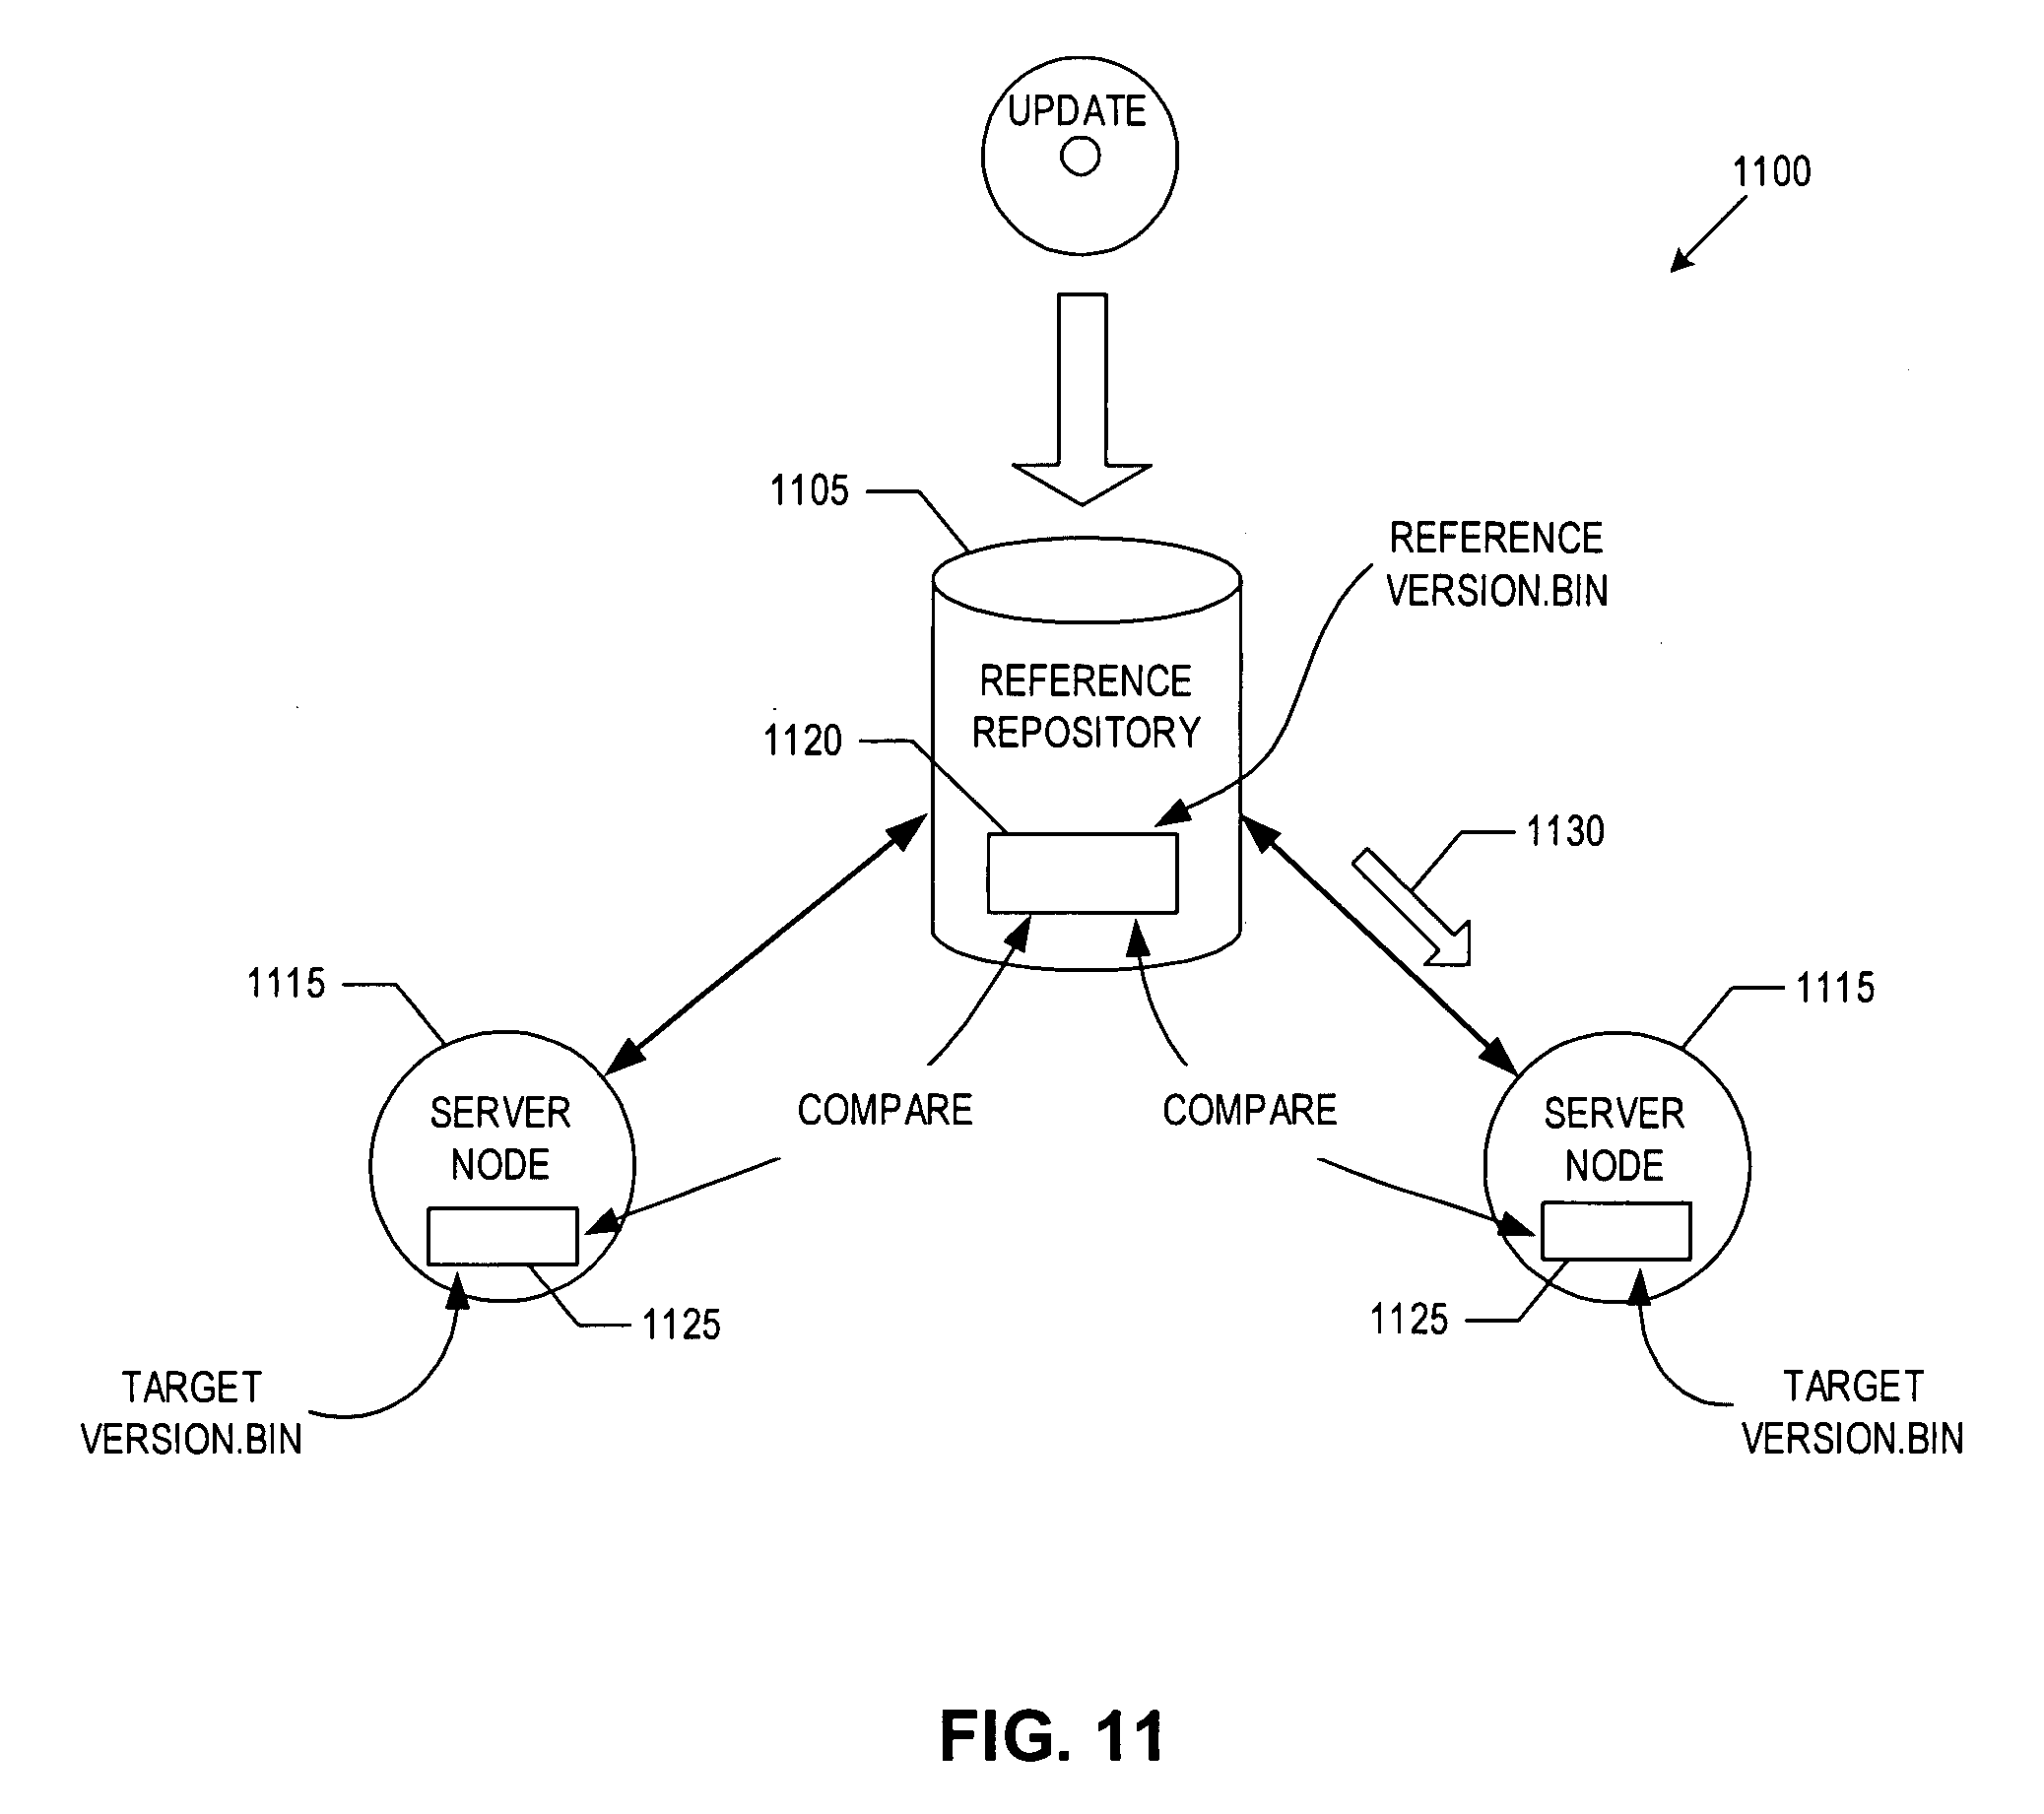 UPDATE
1100
1105
REFERENCE
VERSION.BIN
REFERENCE
REPOSITORY
1120
1130
1115
1115
SERVER
NODE
COMPARE
COMPARE
SERVER
NODE
1125
1125
TARGET
VERSION.BIN
TARGET
VERSION.BIN
FIG. 11